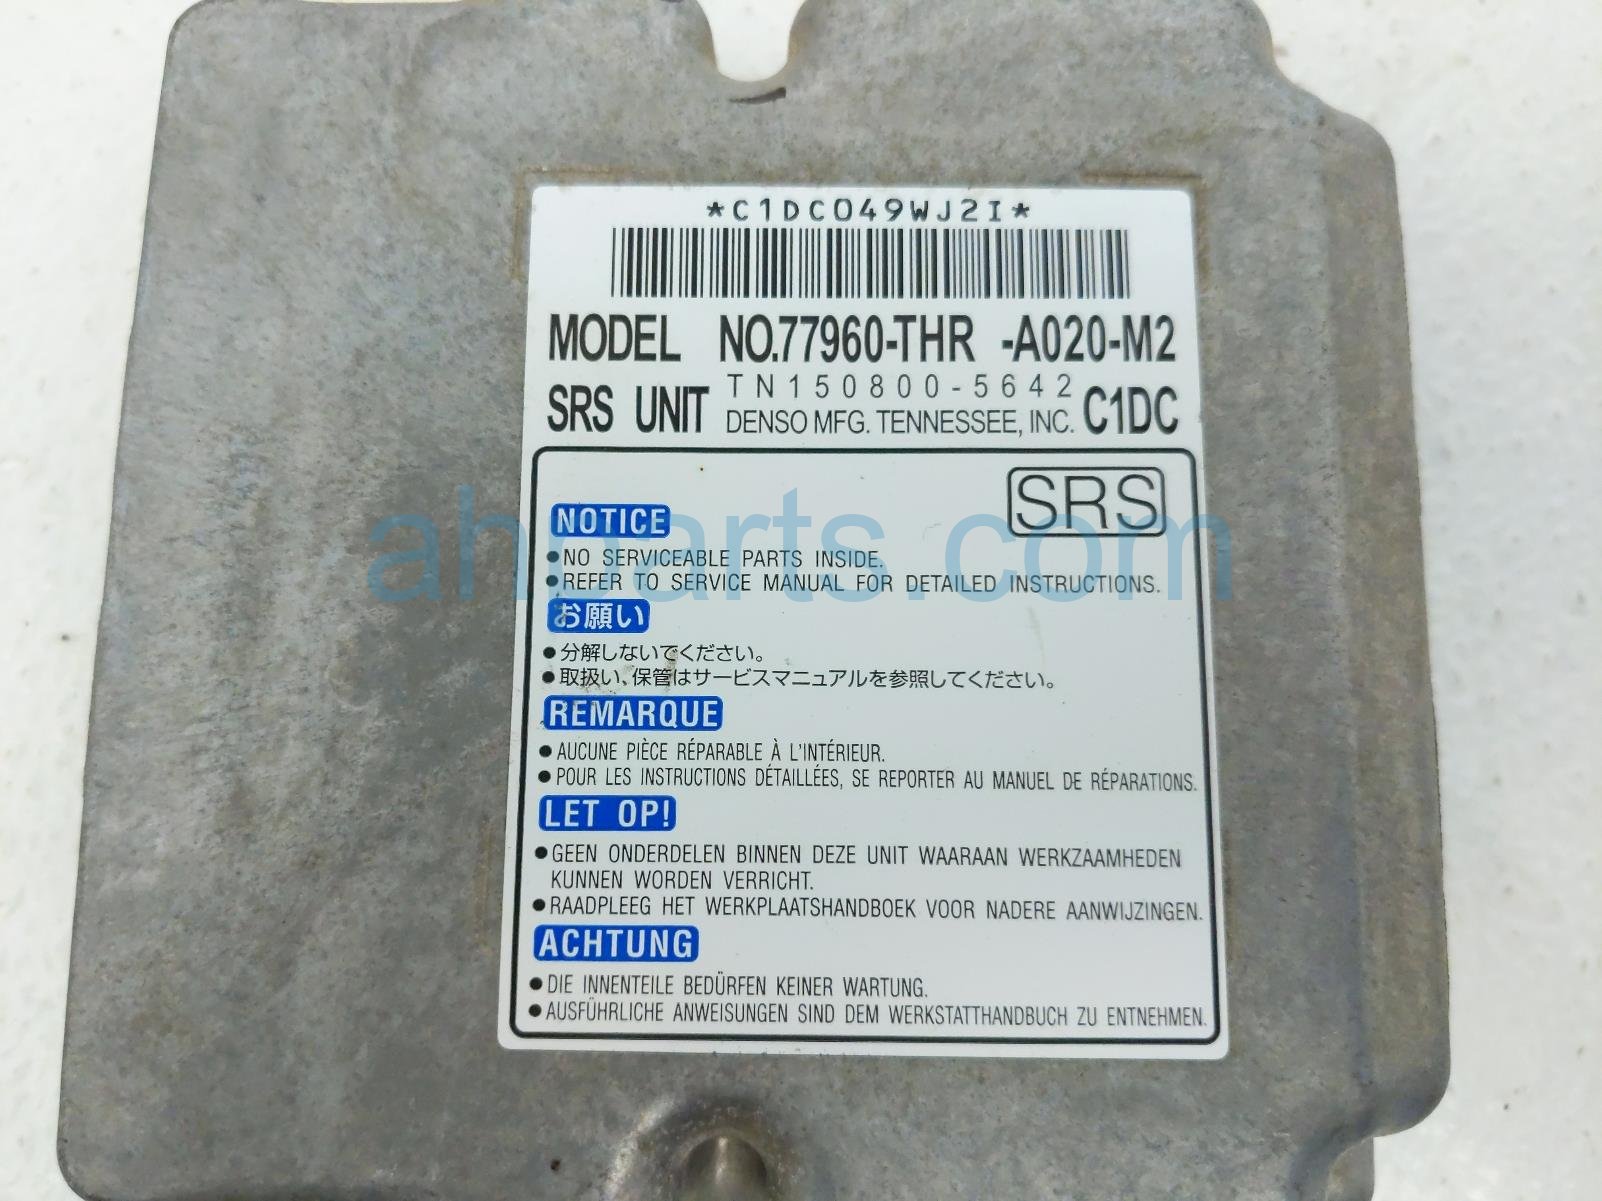 *C1DC049WJ2I*
MODEL NO.77960-THR -A020-M2
SRS UNIT TN150800-5642 DENSO MFG. TENNESSEE, INC. C1DC
SRS
NOTICE
•NO SERVICEABLE PARTS INSIDE.
•REFER TO SERVICE MANUAL FOR DETAILED INSTRUCTIONS.
お願い
•分解しないでください。
•取扱い、保管はサービスマニュアルを参照してください。
REMARQUE
•AUCUNE PIÈCE RÉPARABLE À L'INTÉRIEUR.
•POUR LES INSTRUCTIONS DÉTAILLÉES, SE REPORTER AU MANUEL DE RÉPARATIONS.
LET OP!
•GEEN ONDERDELEN BINNEN DEZE UNIT WAARAAN WERKZAAMHEDEN
KUNNEN WORDEN VERRICHT.
•RAADPLEEG HET WERKPLAATSHANDBOEK VOOR NADERE AANWIJZINGEN.
ACHTUNG
•DIE INNENTEILE BEDÜRFEN KEINER WARTUNG.
•AUSFÜHRLICHE ANWEISUNGEN SIND DEM WERKSTATTHANDBUCH ZU ENTNEHMEN.
ahparts.com